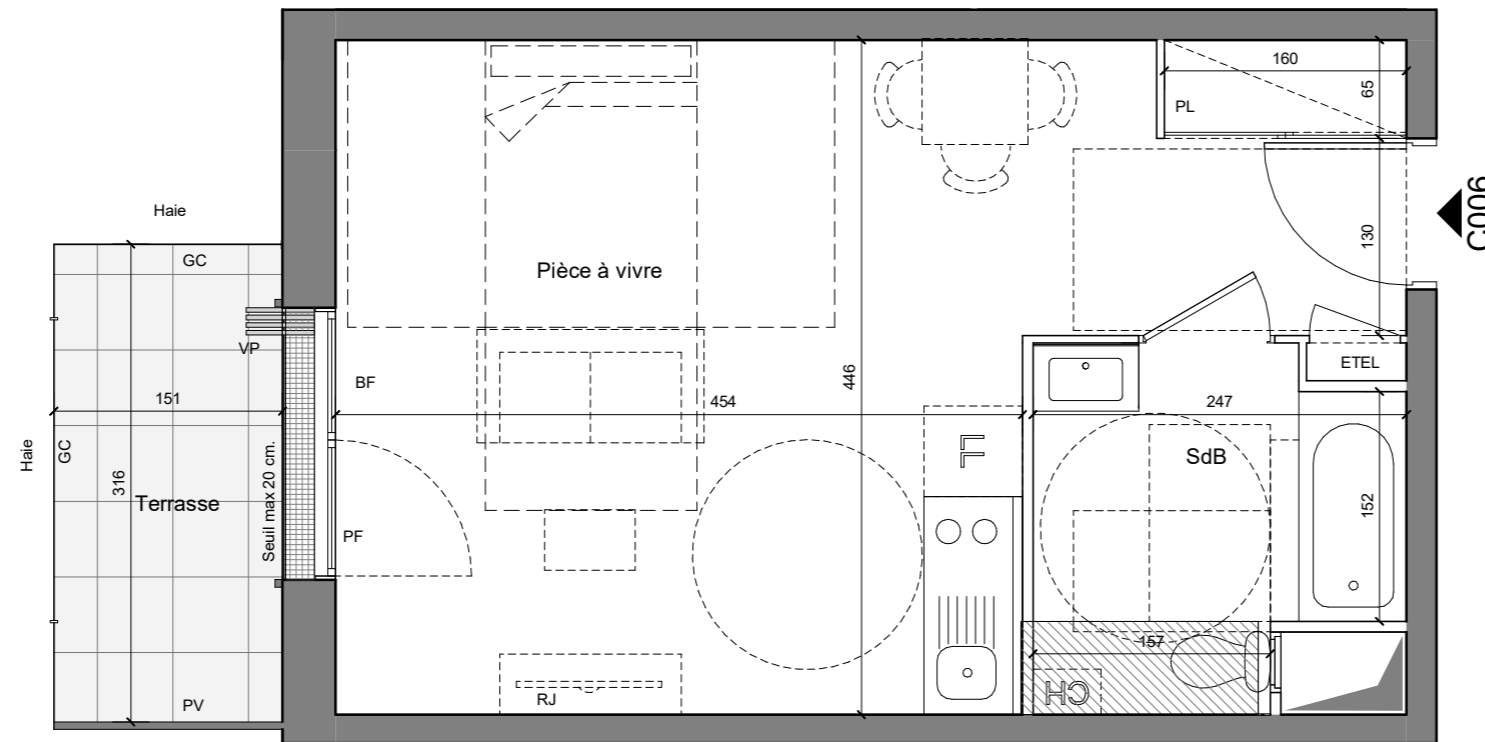 160
65
PL
C006
Haie
130
GC
Pièce à vivre
VP
BF
ETEL
446
151
454
247
Haie
GC
LL
SdB
316
Terrasse
Seuil max 20 cm.
152
PF
157
RJ
CH
PV